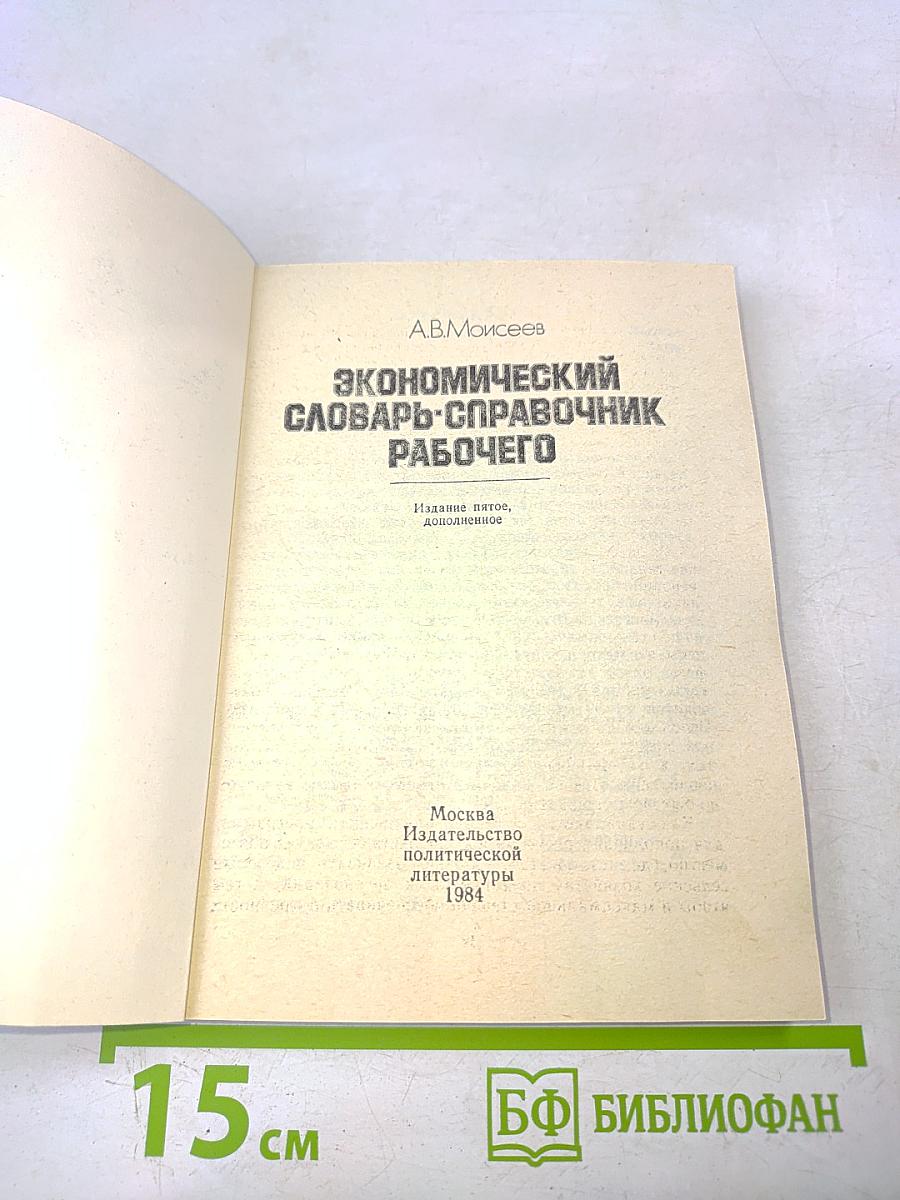 А.В.Моисеев
ЭКОНОМИЧЕСКИЙ
СЛОВАРЬ-СПРАВОЧНИК
РАБОЧЕГО
Издание пятое,
дополненное
Москва
Издательство
политической
литературы
1984
15 см
БФ БИБЛИОФАН